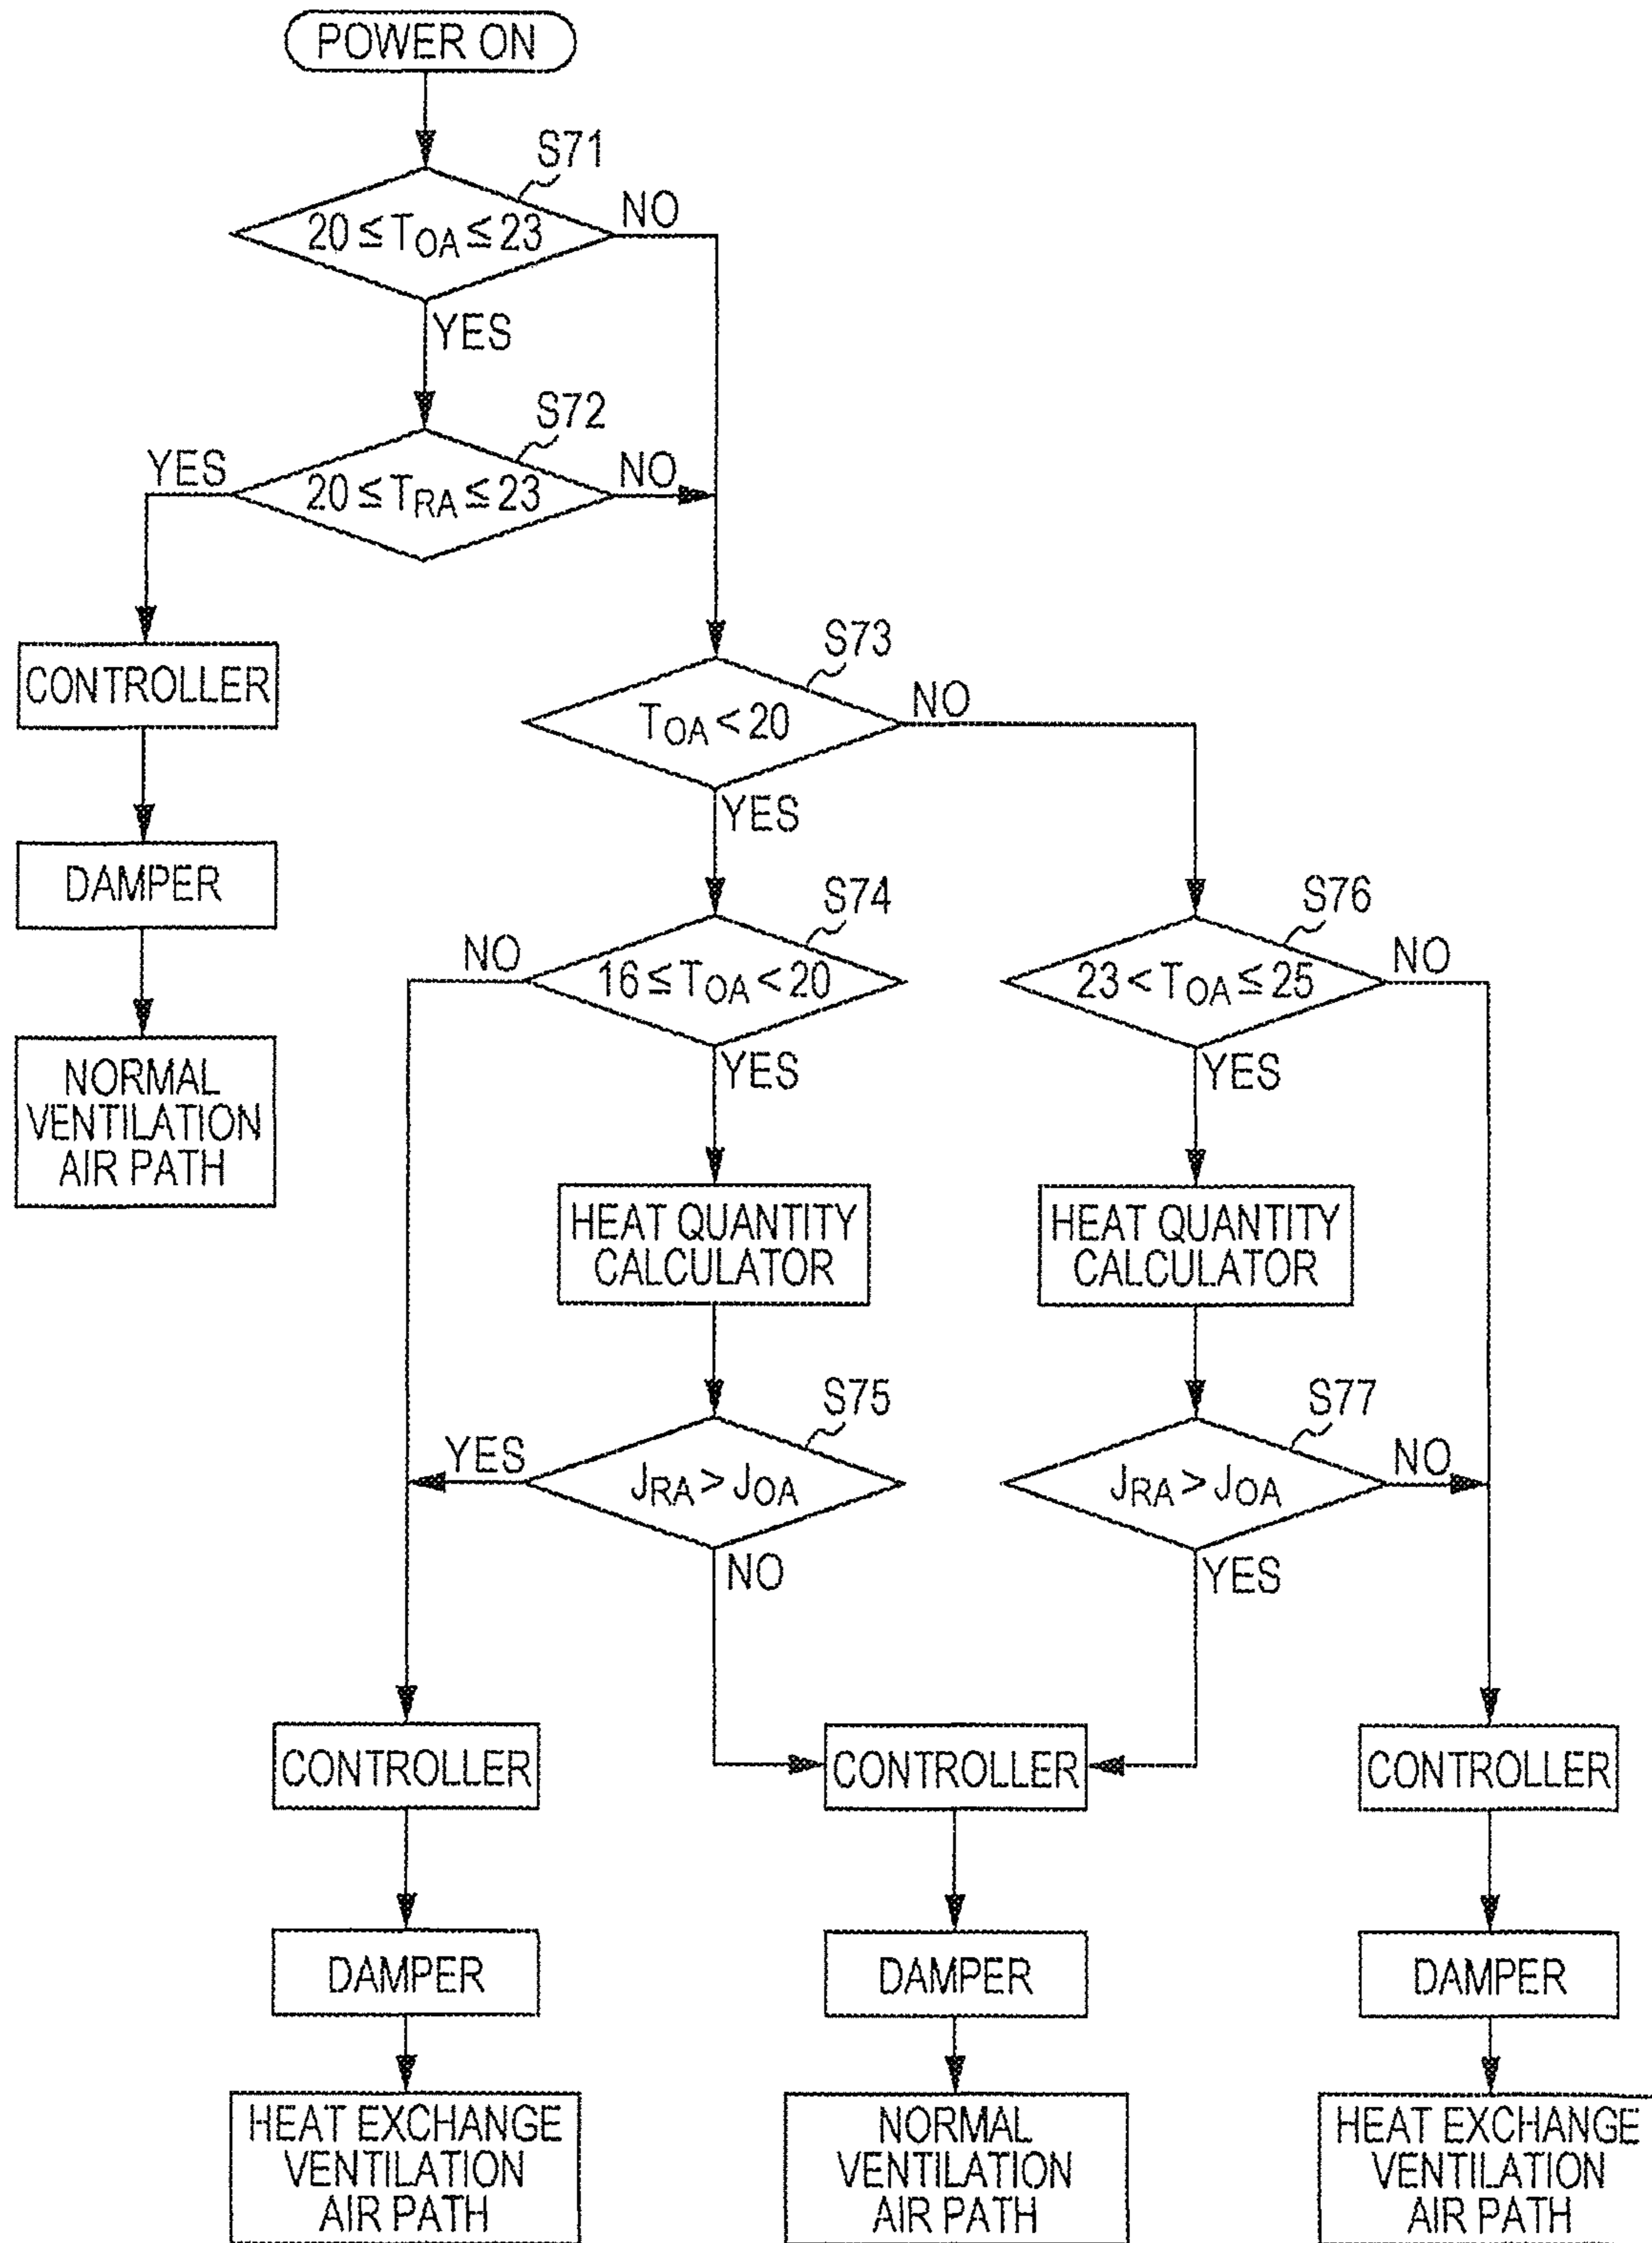 POWER ON
S71
20 ≦ TOA ≦ 23
NO
YES
S72
YES
20 ≦ TRA ≦ 23
NO
CONTROLLER
DAMPER
NORMAL
VENTILATION
AIR PATH
S73
TOA < 20
NO
YES
S74
NO
16 ≦ TOA < 20
YES
S76
23 < TOA ≦ 25
NO
YES
HEAT QUANTITY
CALCULATOR
HEAT QUANTITY
CALCULATOR
S75
YES
JRA > JOA
NO
S77
JRA > JOA
NO
YES
CONTROLLER
CONTROLLER
CONTROLLER
DAMPER
DAMPER
DAMPER
HEAT EXCHANGE
VENTILATION
AIR PATH
NORMAL
VENTILATION
AIR PATH
HEAT EXCHANGE
VENTILATION
AIR PATH